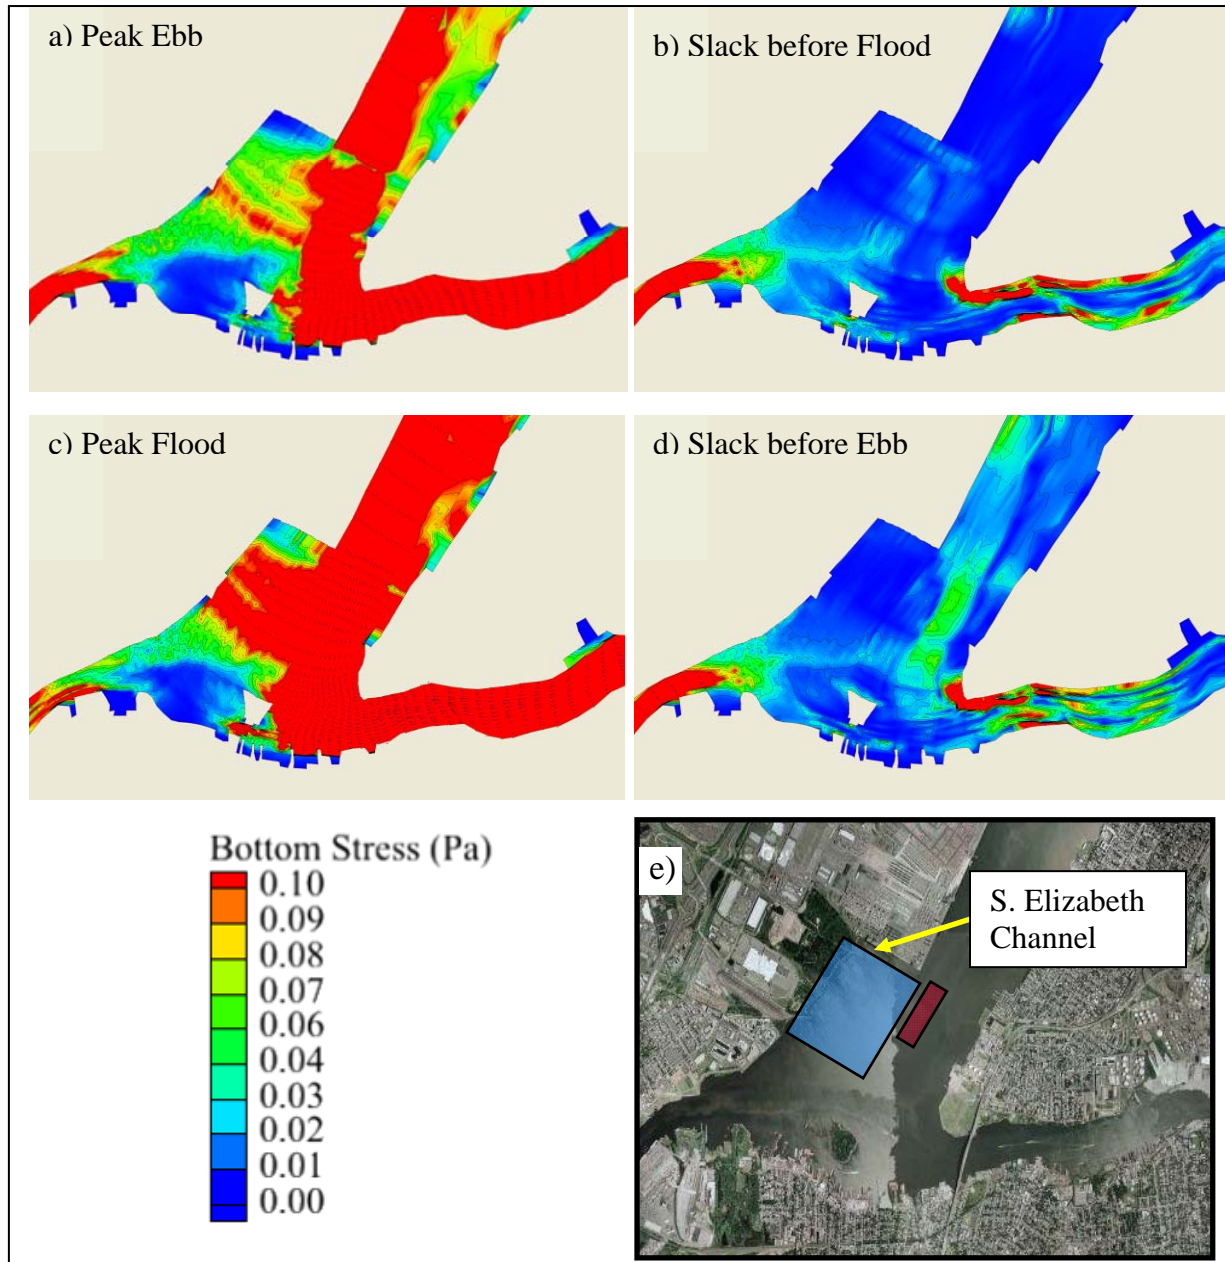 a) Peak Ebb
b) Slack before Flood
c) Peak Flood
d) Slack before Ebb
Bottom Stress (Pa)
0.10
0.09
0.08
0.07
0.06
0.04
0.03
0.02
0.01
0.00
e)
S. Elizabeth
Channel